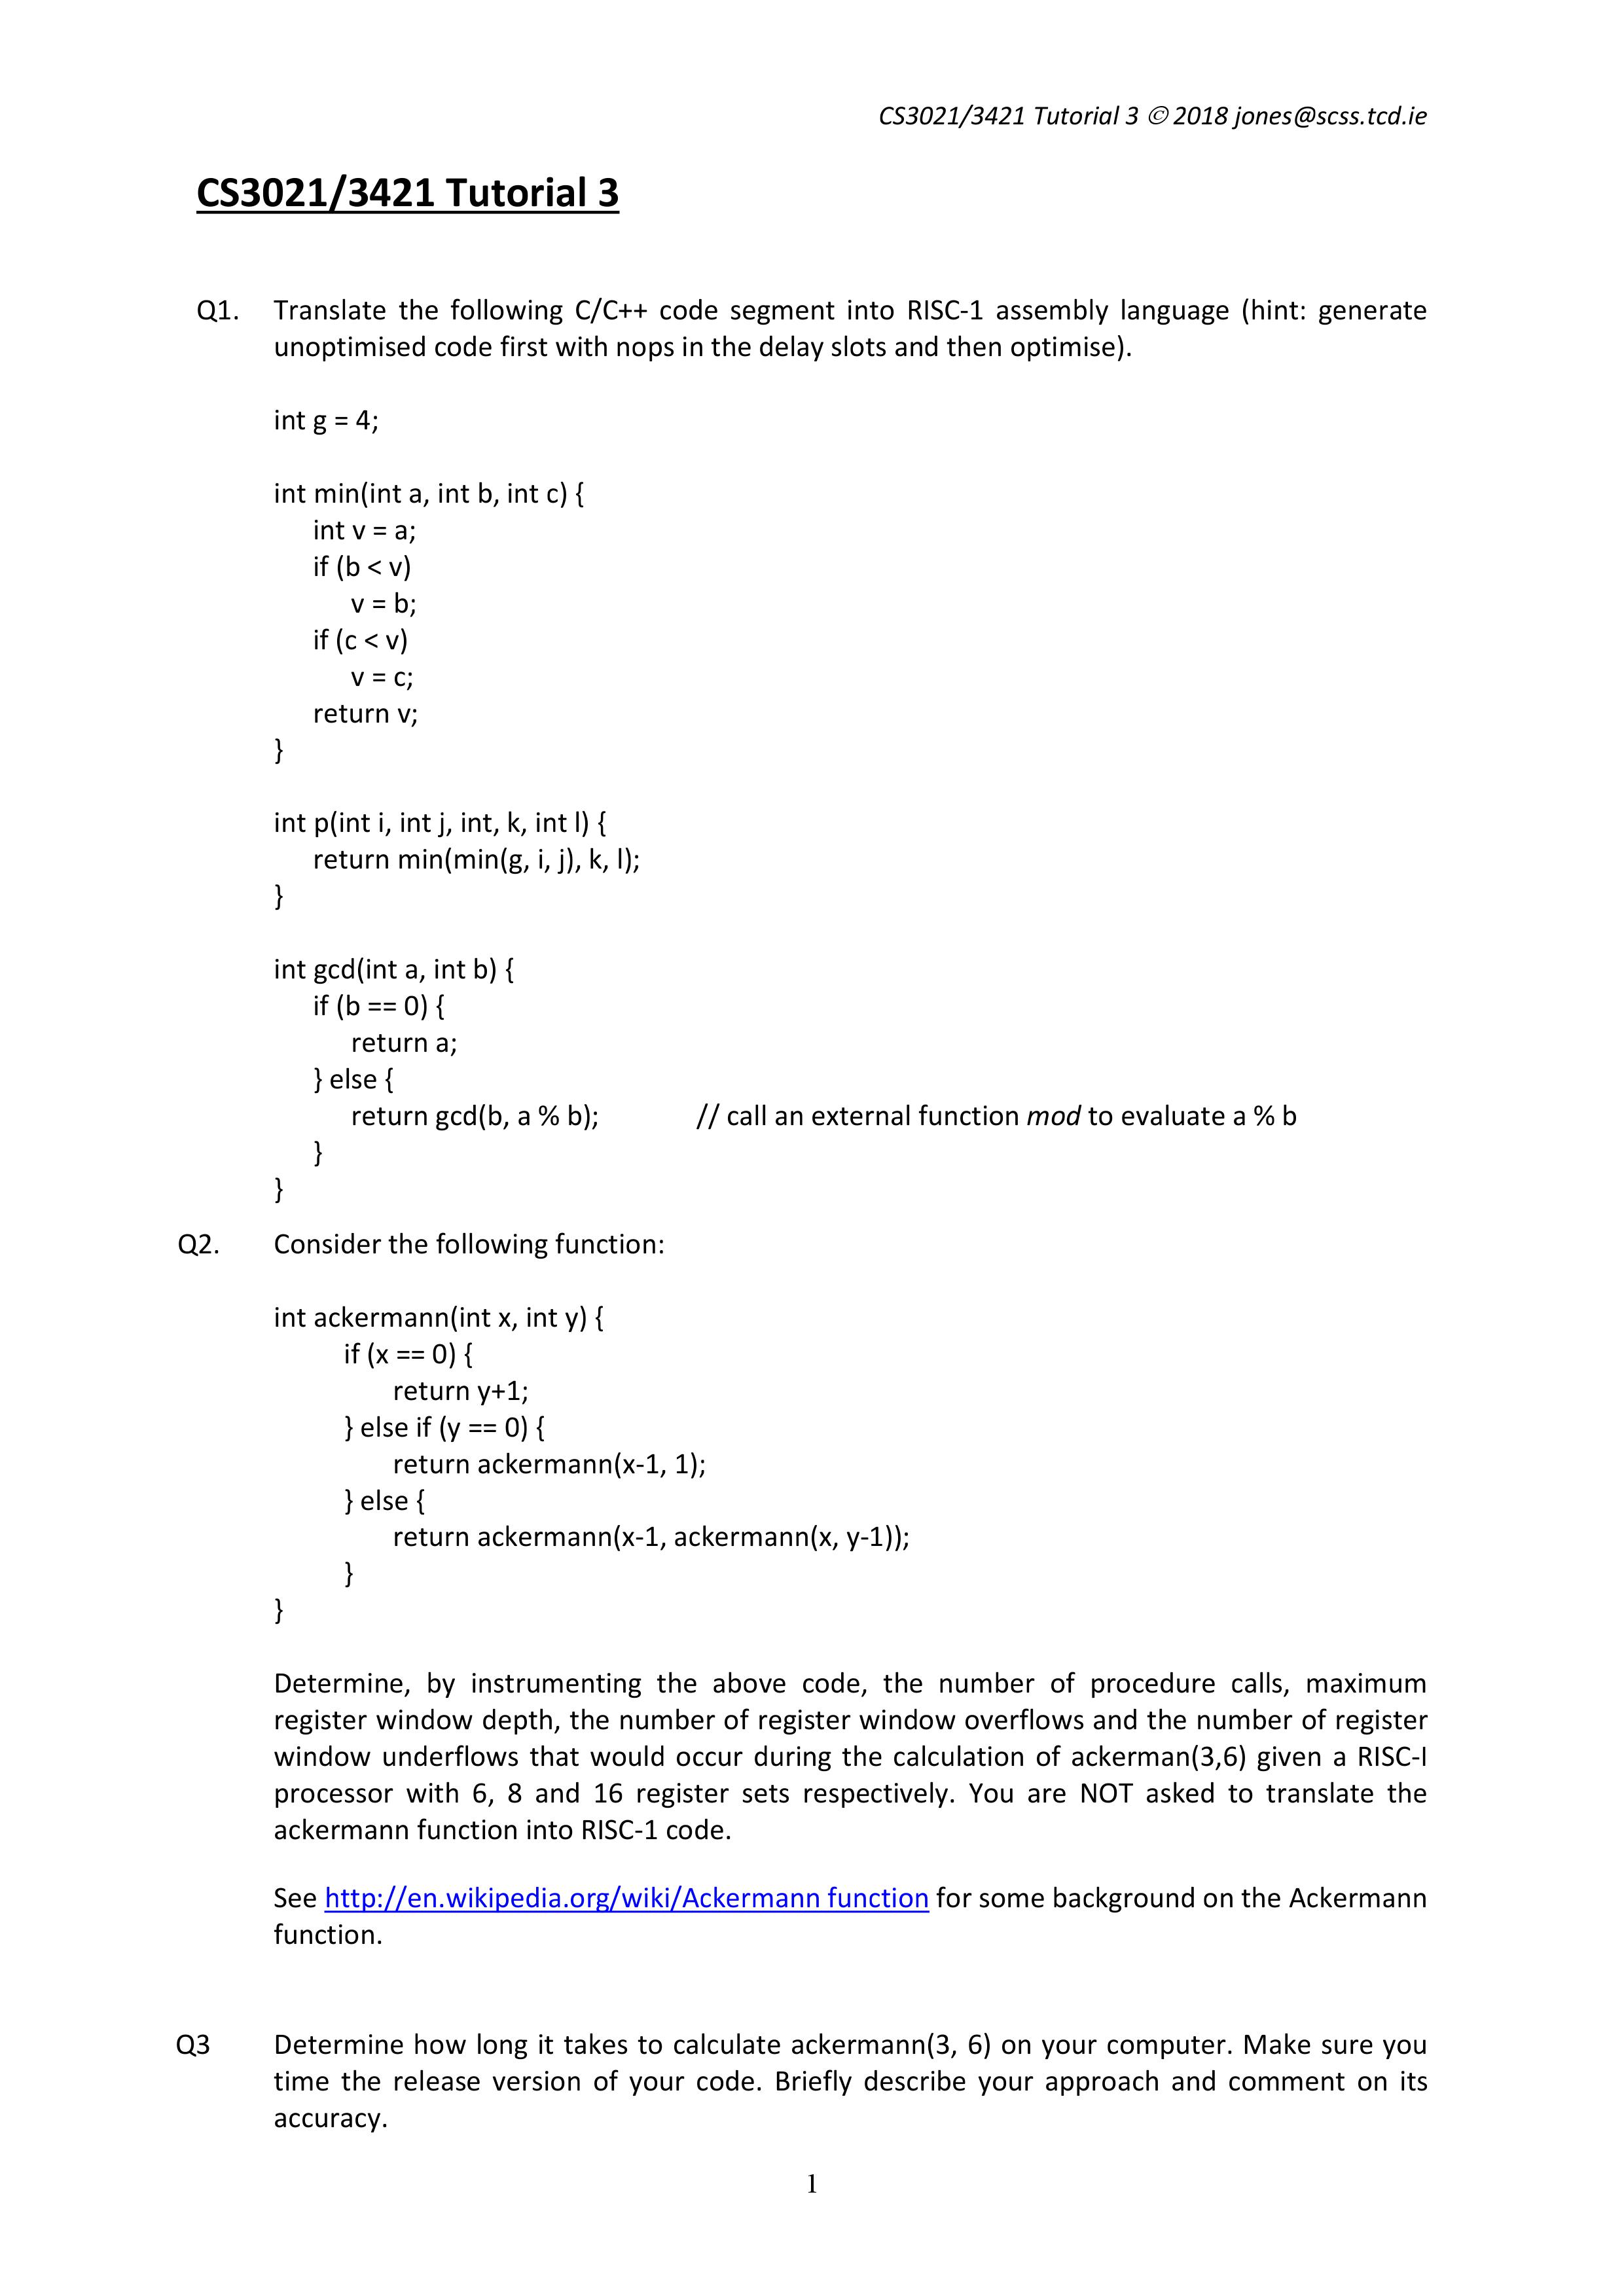 CS3021/3421 Tutorial 3 © 2018 jones@scss.tcd.ie
CS3021/3421 Tutorial 3
Q1. Translate the following C/C++ code segment into RISC-1 assembly language (hint: generate
unoptimised code first with nops in the delay slots and then optimise).
int g = 4;
int min(int a, int b, int c) {
int v = a;
if (b < v)
v = b;
if (c < v)
v = c;
return v;
}
int p(int i, int j, int, k, int l) {
return min(min(g, i, j), k, l);
}
int gcd(int a, int b) {
if (b == 0) {
return a;
} else {
return gcd(b, a % b); // call an external function mod to evaluate a % b
}
}
Q2. Consider the following function:
int ackermann(int x, int y) {
if (x == 0) {
return y+1;
} else if (y == 0) {
return ackermann(x-1, 1);
} else {
return ackermann(x-1, ackermann(x, y-1));
}
}
Determine, by instrumenting the above code, the number of procedure calls, maximum
register window depth, the number of register window overflows and the number of register
window underflows that would occur during the calculation of ackerman(3,6) given a RISC-I
processor with 6, 8 and 16 register sets respectively. You are NOT asked to translate the
ackermann function into RISC-1 code.
See http://en.wikipedia.org/wiki/Ackermann function for some background on the Ackermann
function.
Q3 Determine how long it takes to calculate ackermann(3, 6) on your computer. Make sure you
time the release version of your code. Briefly describe your approach and comment on its
accuracy.
1